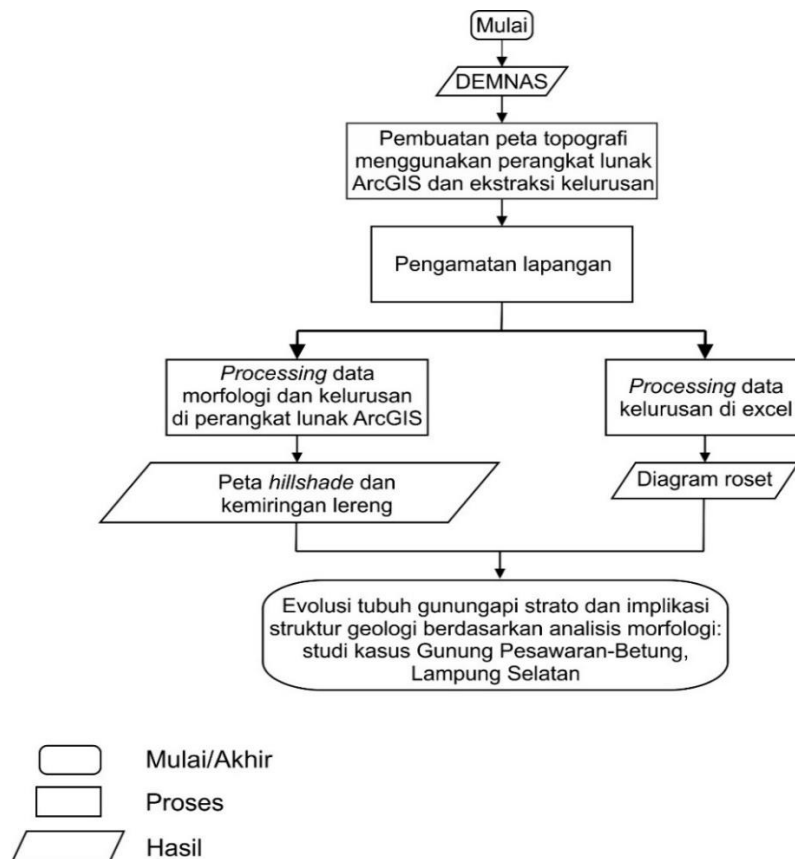 Mulai
DEMNAS
Pembuatan peta topografi
menggunakan perangkat lunak
ArcGIS dan ekstraksi kelurusan
Pengamatan lapangan
Processing data
morfologi dan kelurusan
di perangkat lunak ArcGIS
Processing data
kelurusan di excel
Peta hillshade dan
kemiringan lereng
Diagram roset
Evolusi tubuh gunungapi strato dan implikasi
struktur geologi berdasarkan analisis morfologi:
studi kasus Gunung Pesawaran-Betung,
Lampung Selatan
Mulai/Akhir
Proses
Hasil